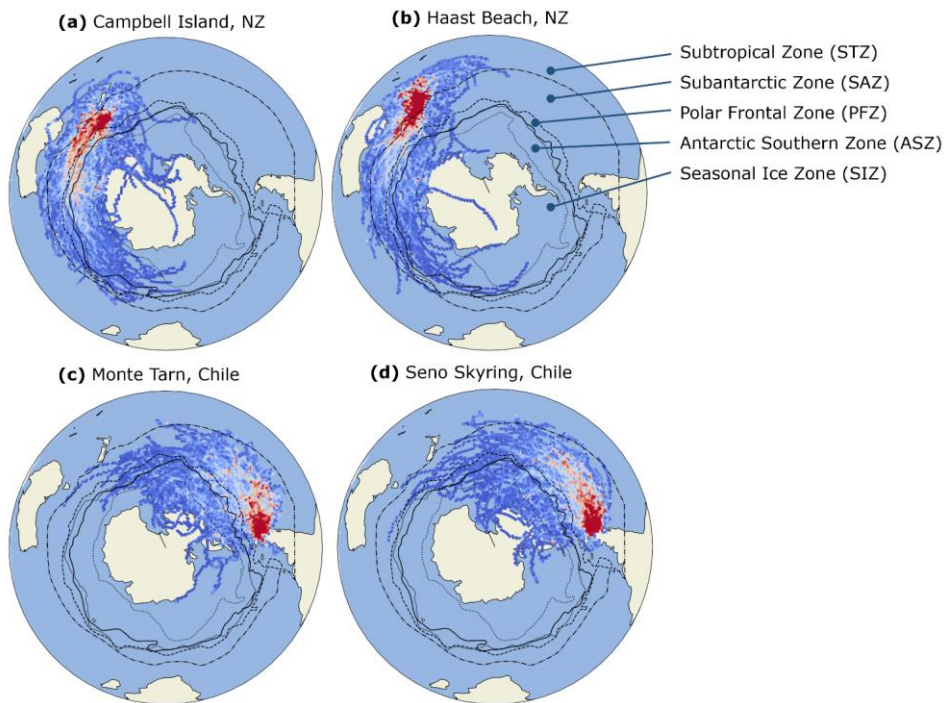 (a) Campbell Island, NZ
(b) Haast Beach, NZ
Subtropical Zone (STZ)
Subantarctic Zone (SAZ)
Polar Frontal Zone (PFZ)
Antarctic Southern Zone (ASZ)
Seasonal Ice Zone (SIZ)
(c) Monte Tarn, Chile
(d) Seno Skyring, Chile